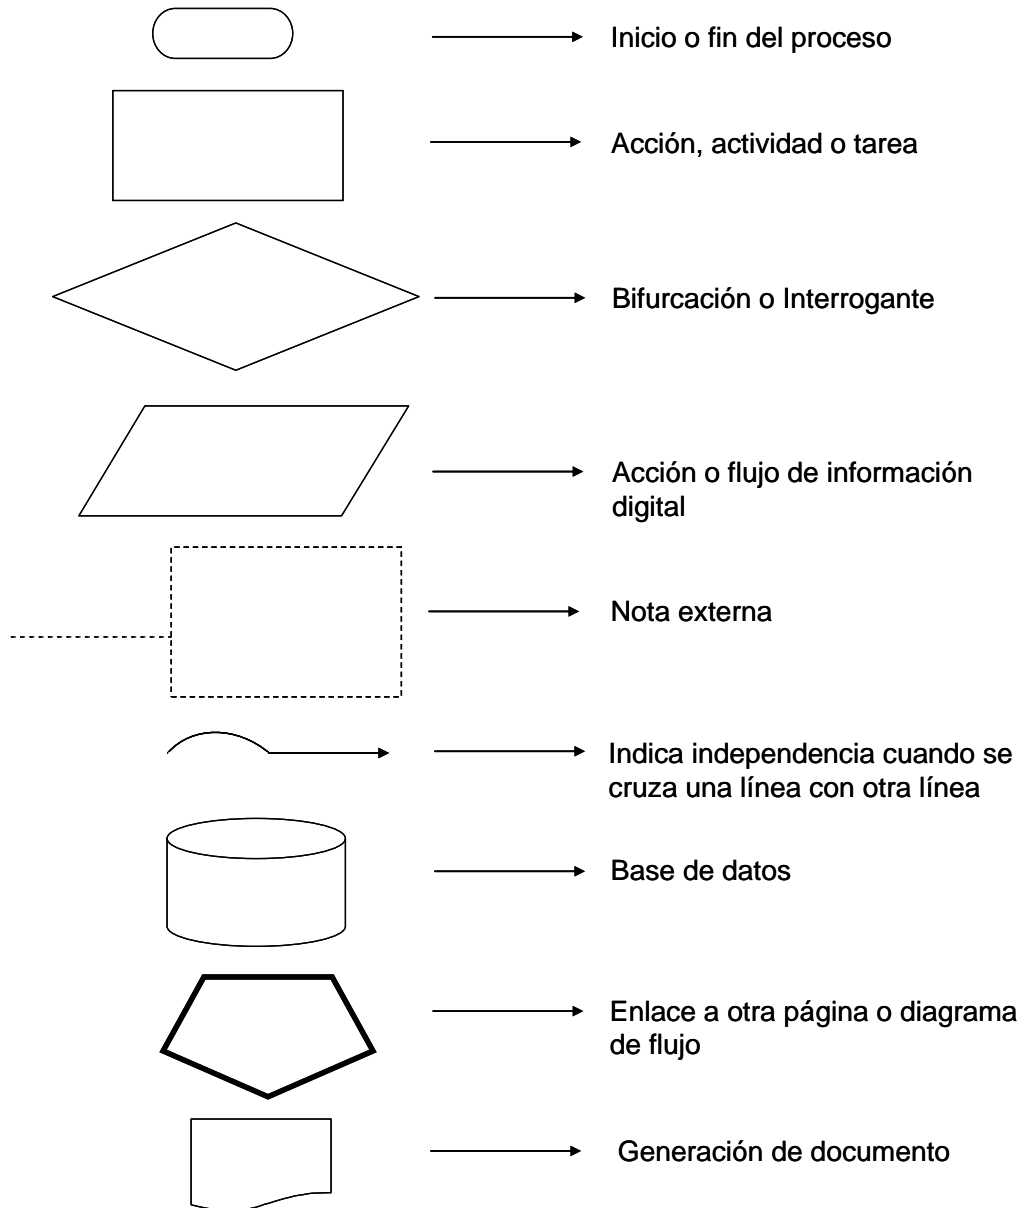 Inicio o fin del proceso
Acción, actividad o tarea
Bifurcación o Interrogante
Acción o flujo de información
digital
Nota externa
Indica independencia cuando se
cruza una línea con otra línea
Base de datos
Enlace a otra página o diagrama
de flujo
Generación de documento